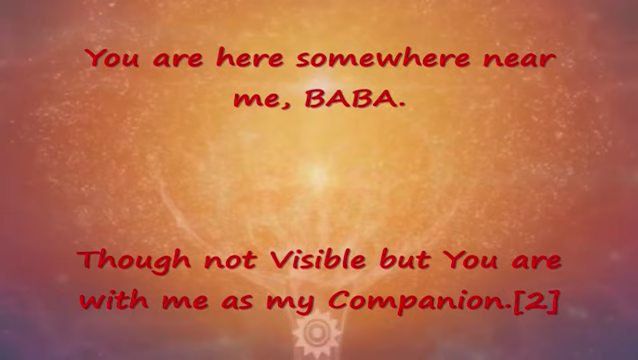 You are here somewhere near
me, BABA.
Though not Visible but You are
with me as my Companion.[2]